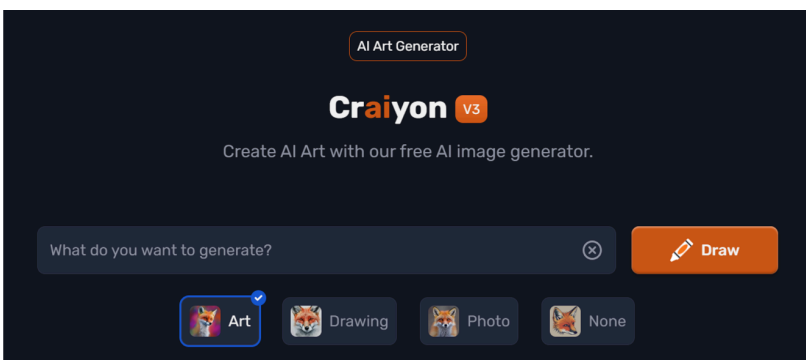 AI Art Generator
Craiyon V3
Create AI Art with our free AI image generator.
What do you want to generate? Draw
Art Drawing Photo None